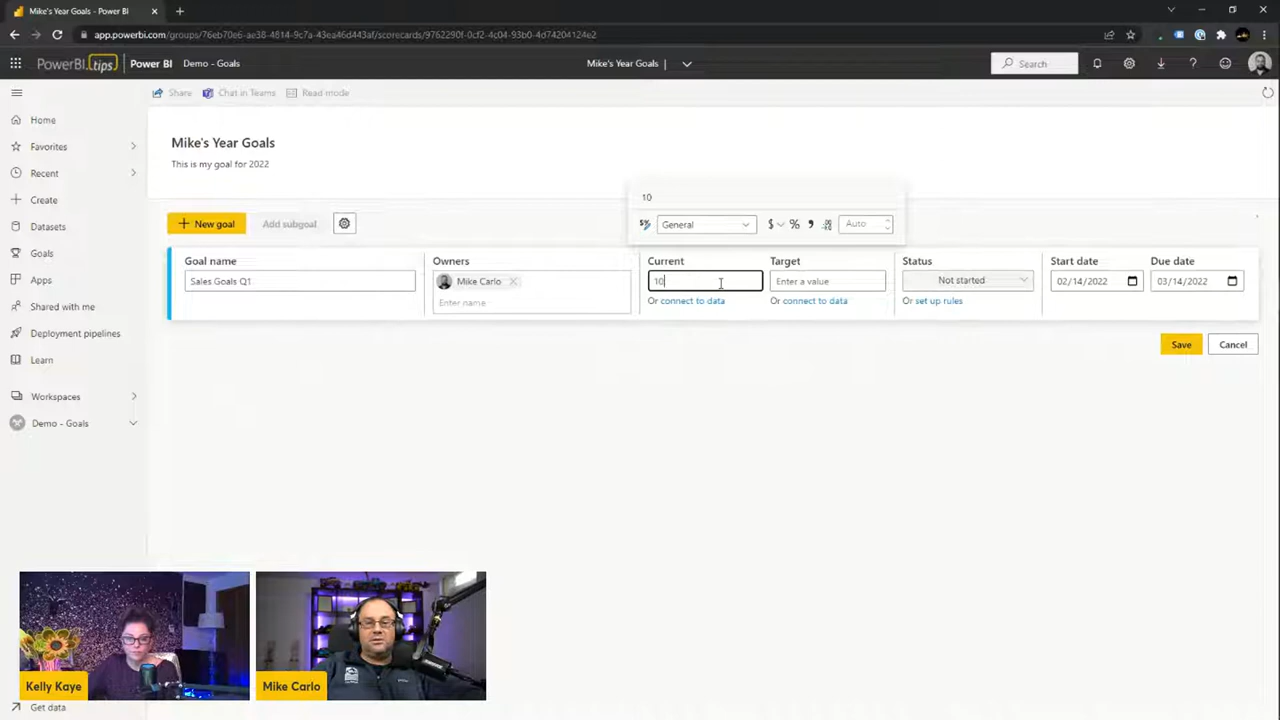 Mike's Year Goals - Power BI
app.powerbi.com/groups/76eb70e6-ae38-4814-9c7a-43ea46d443af/scorecards/9762290f-0cf2-4c04-93b0-4d74204124e2
PowerBI.tips Power BI Demo - Goals Mike's Year Goals Search
Share Chat in Teams Read mode
Home
Favorites
Recent
Create
Datasets
Goals
Apps
Shared with me
Deployment pipelines
Learn
Workspaces
Demo - Goals
Get data
Mike's Year Goals
This is my goal for 2022
10
+ New goal Add subgoal General $ % , Auto
Goal name Owners Current Target Status Start date Due date
Sales Goals Q1 Mike Carlo 10 Enter a value Not started 02/14/2022 03/14/2022
Enter name Or connect to data Or connect to data Or set up rules
Save Cancel
Kelly Kaye Mike Carlo